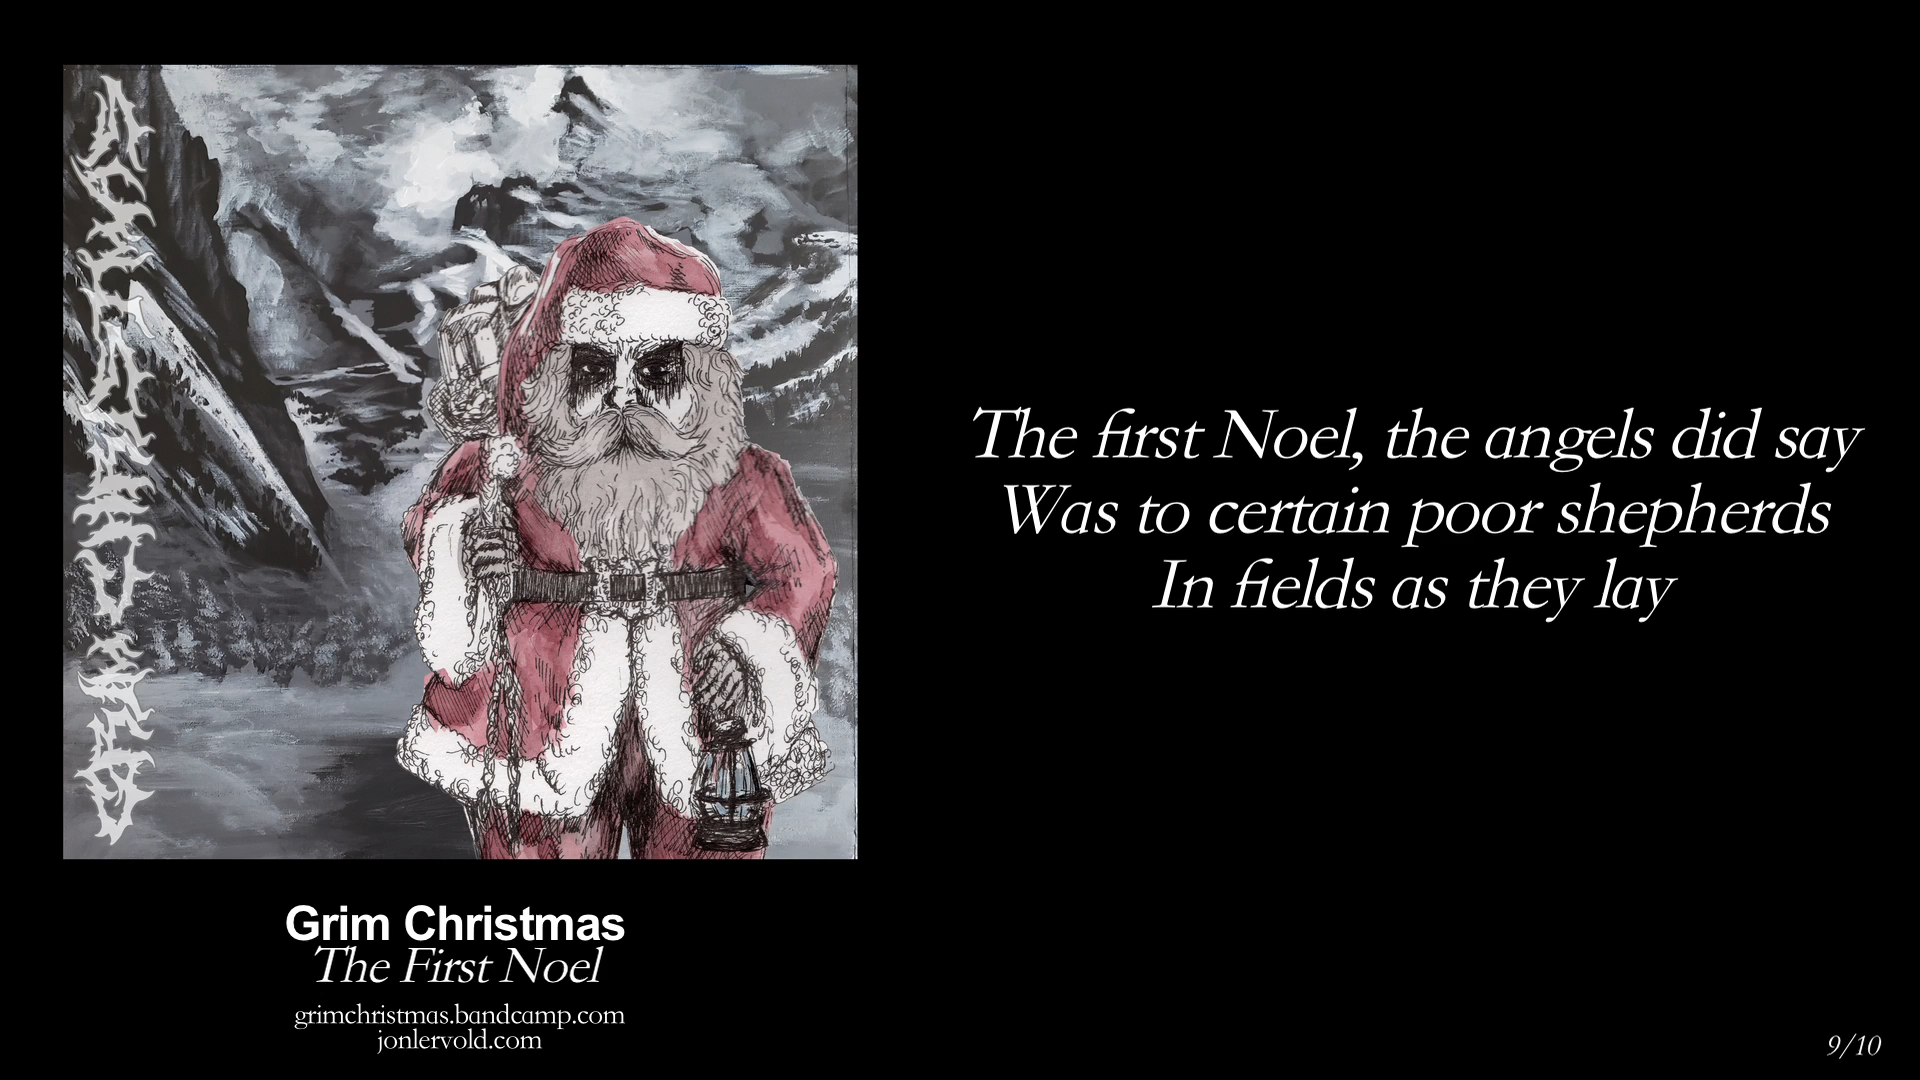 Grim Christmas
The First Noel
grimchristmas.bandcamp.com
jonlervold.com
The first Noel, the angels did say
Was to certain poor shepherds
In fields as they lay
9/10